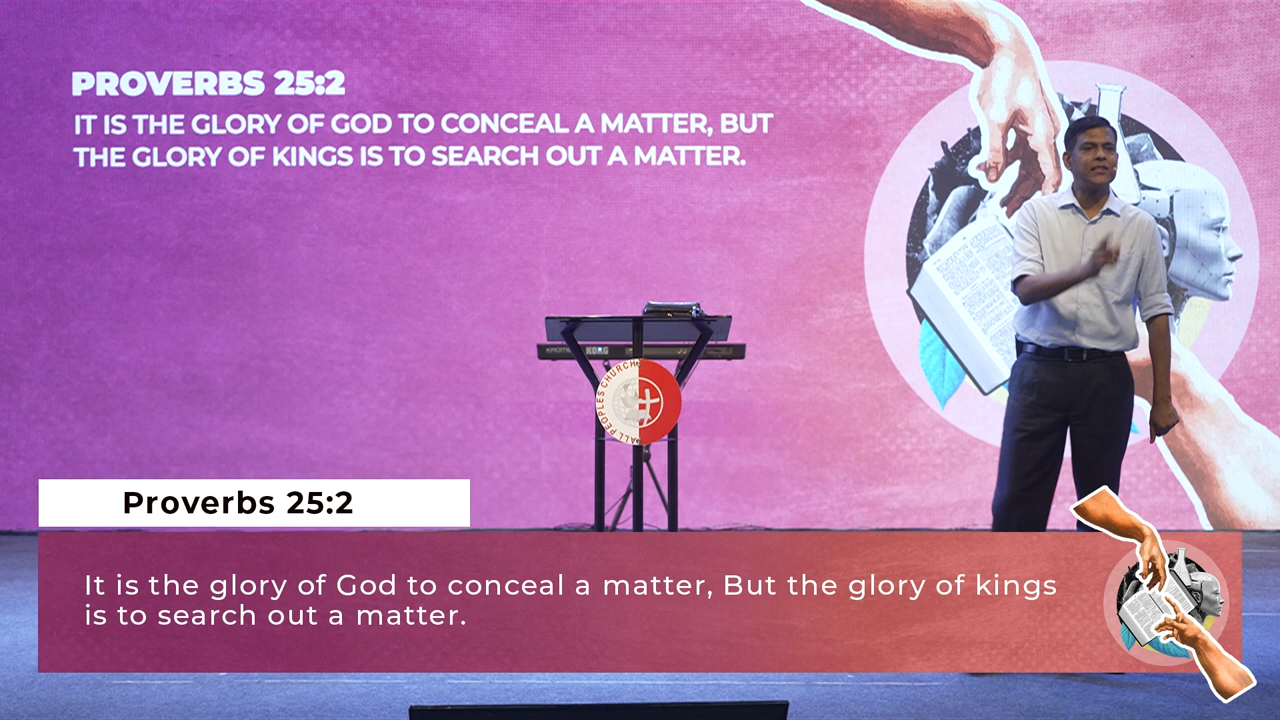 PROVERBS 25:2
IT IS THE GLORY OF GOD TO CONCEAL A MATTER, BUT
THE GLORY OF KINGS IS TO SEARCH OUT A MATTER.
KORG
ALL PEOPLES CHURCH
Proverbs 25:2
It is the glory of God to conceal a matter, But the glory of kings
is to search out a matter.